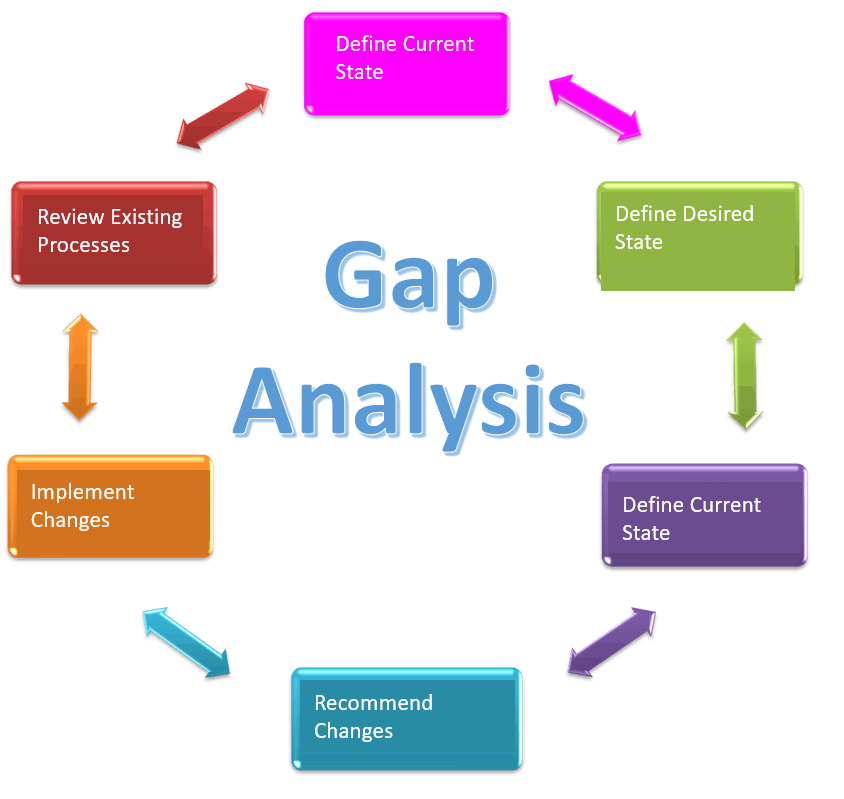 Define Current
State
Define Desired
State
Define Current
State
Recommend
Changes
Implement
Changes
Review Existing
Processes
Gap
Analysis